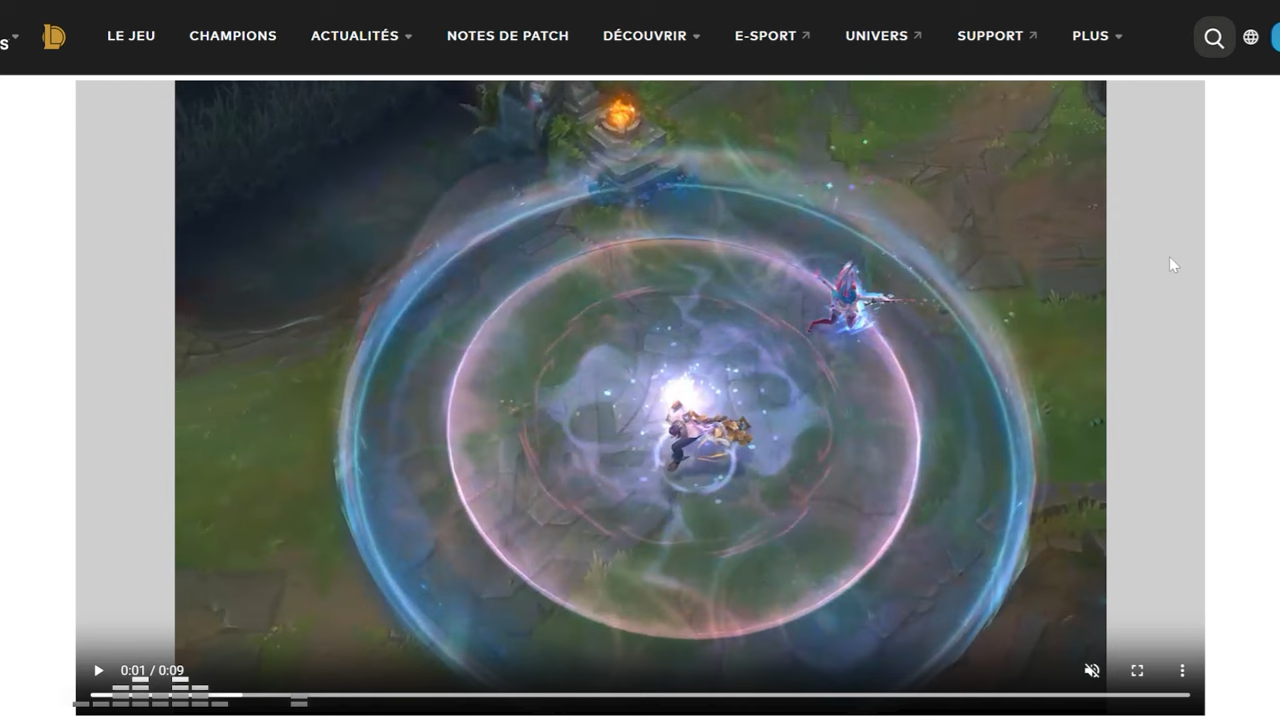 S
LE JEU CHAMPIONS ACTUALITÉS NOTES DE PATCH DÉCOUVRIR E-SPORT UNIVERS SUPPORT PLUS
0:01 / 0:09